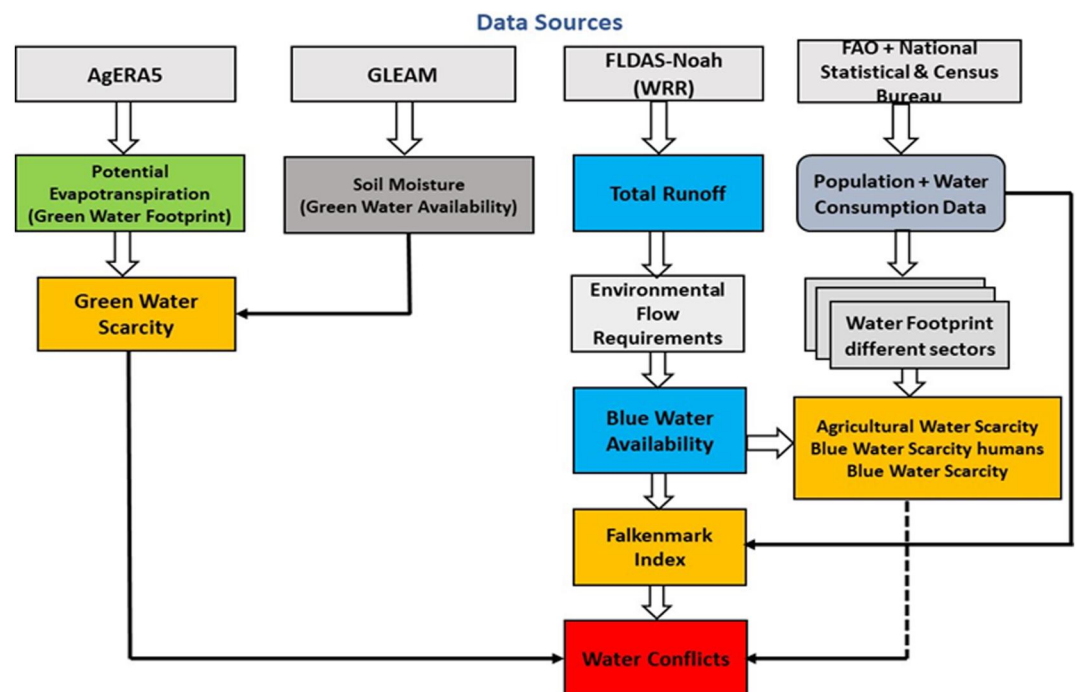 Data Sources
AgERA5
GLEAM
FLDAS-Noah
(WRR)
FAO + National
Statistical & Census
Bureau
Potential
Evapotranspiration
(Green Water Footprint)
Soil Moisture
(Green Water Availability)
Total Runoff
Population + Water
Consumption Data
Green Water
Scarcity
Environmental
Flow
Requirements
Water Footprint
different sectors
Blue Water
Availability
Agricultural Water Scarcity
Blue Water Scarcity humans
Blue Water Scarcity
Falkenmark
Index
Water Conflicts